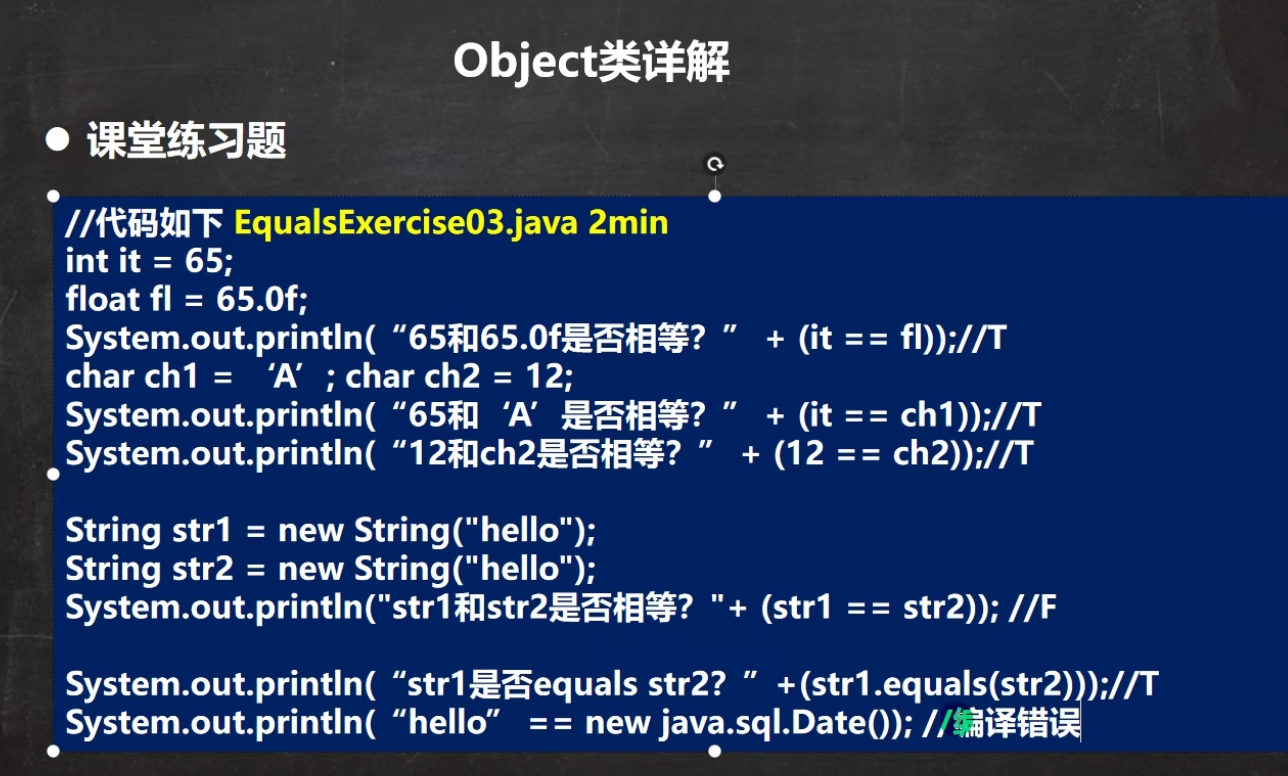 Object类详解
● 课堂练习题
//代码如下 EqualsExercise03.java 2min
int it = 65;
float fl = 65.0f;
System.out.println(“65和65.0f是否相等？” + (it == fl));//T
char ch1 = ‘A’; char ch2 = 12;
System.out.println(“65和‘A’是否相等？” + (it == ch1));//T
System.out.println(“12和ch2是否相等？” + (12 == ch2));//T
String str1 = new String("hello");
String str2 = new String("hello");
System.out.println("str1和str2是否相等？"+ (str1 == str2)); //F
System.out.println(“str1是否equals str2？”+(str1.equals(str2)));//T
System.out.println(“hello” == new java.sql.Date()); //编译错误